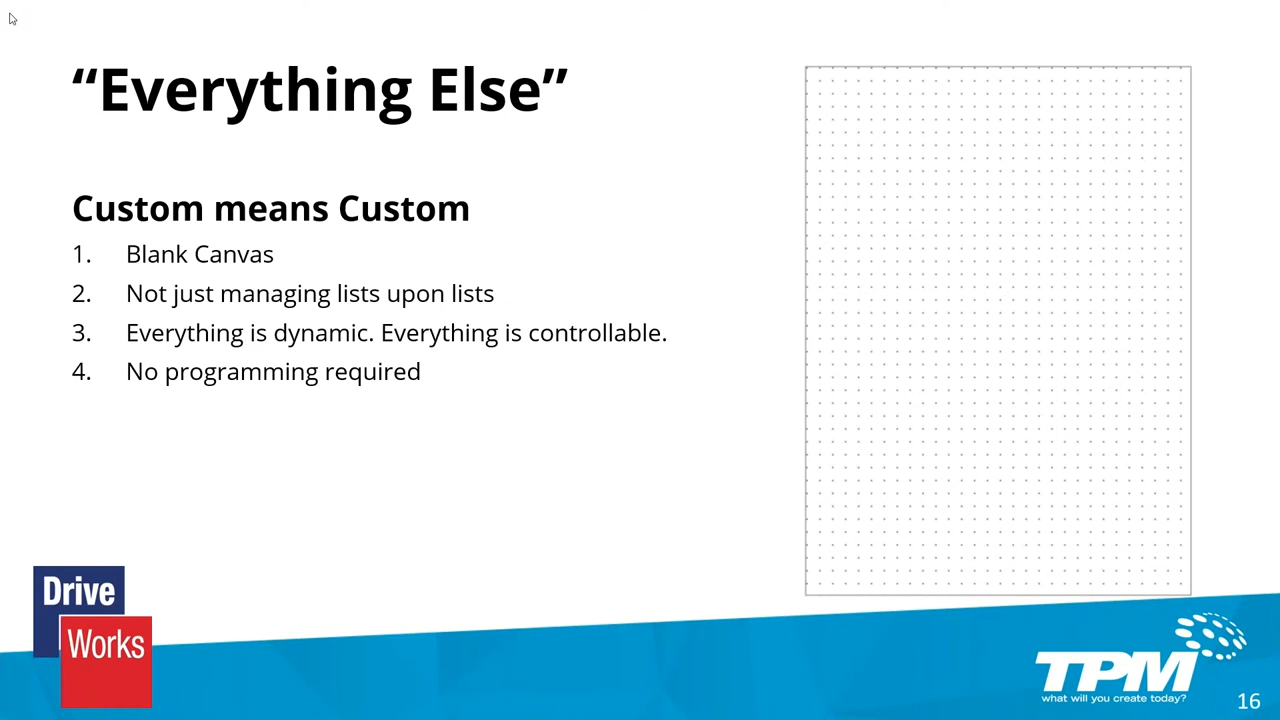 “Everything Else”
Custom means Custom
1. Blank Canvas
2. Not just managing lists upon lists
3. Everything is dynamic. Everything is controllable.
4. No programming required
Drive
Works
TPM
what will you create today?
16